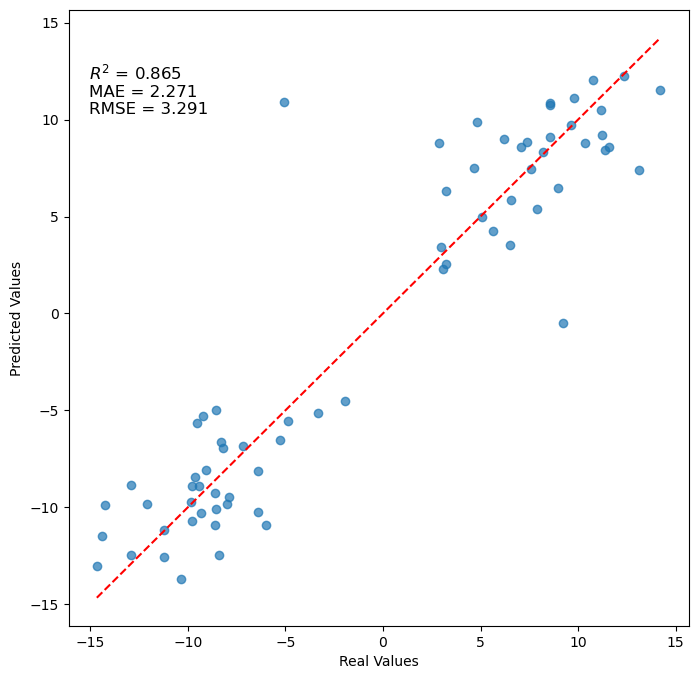 R² = 0.865
MAE = 2.271
RMSE = 3.291
15
10
5
0
−5
−10
−15
Predicted Values
−15 −10 −5 0 5 10 15
Real Values